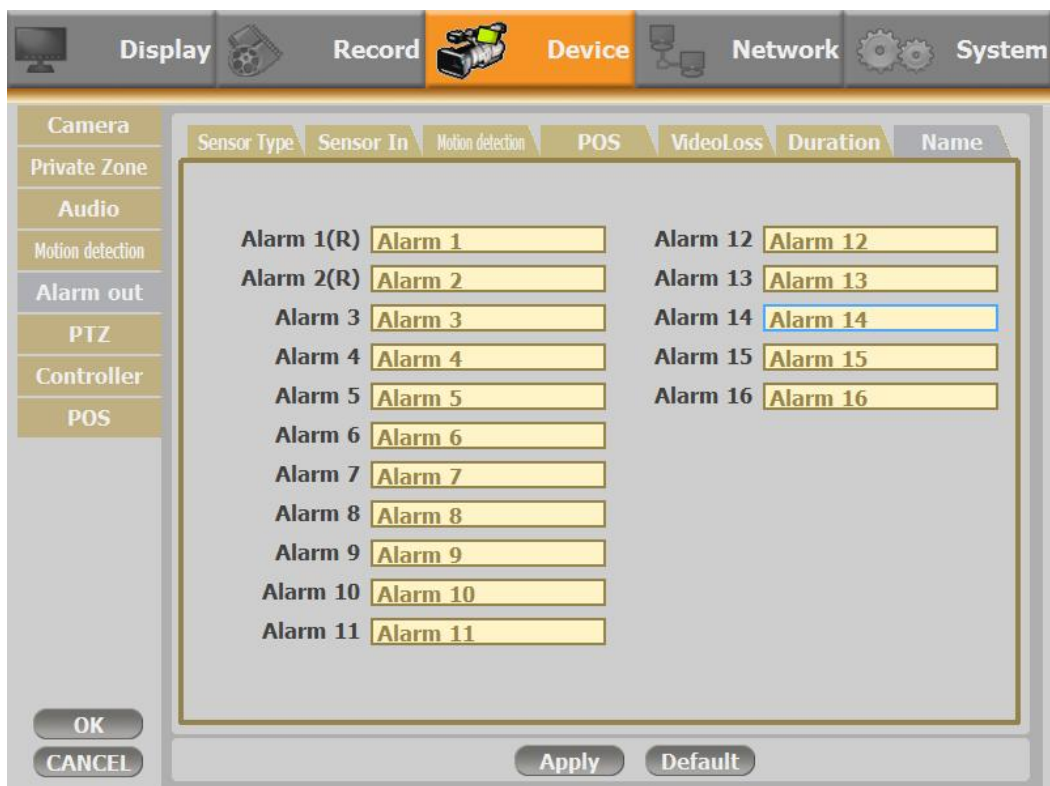 Display Record Device Network System
Camera
Private Zone
Audio
Motion detection
Alarm out
PTZ
Controller
POS
Sensor Type Sensor In Motion detection POS VideoLoss Duration Name
Alarm 1(R) Alarm 1
Alarm 2(R) Alarm 2
Alarm 3 Alarm 3
Alarm 4 Alarm 4
Alarm 5 Alarm 5
Alarm 6 Alarm 6
Alarm 7 Alarm 7
Alarm 8 Alarm 8
Alarm 9 Alarm 9
Alarm 10 Alarm 10
Alarm 11 Alarm 11
Alarm 12 Alarm 12
Alarm 13 Alarm 13
Alarm 14 Alarm 14
Alarm 15 Alarm 15
Alarm 16 Alarm 16
OK
CANCEL
Apply Default